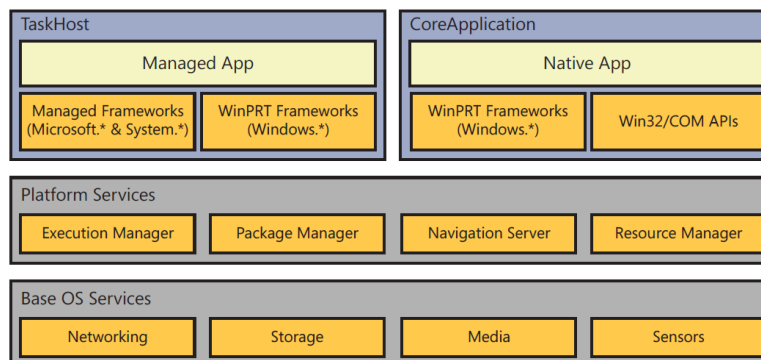 TaskHost
CoreApplication
Managed App
Native App
Managed Frameworks
(Microsoft.* & System.*)
WinPRT Frameworks
(Windows.*)
WinPRT Frameworks
(Windows.*)
Win32/COM APIs
Platform Services
Execution Manager
Package Manager
Navigation Server
Resource Manager
Base OS Services
Networking
Storage
Media
Sensors